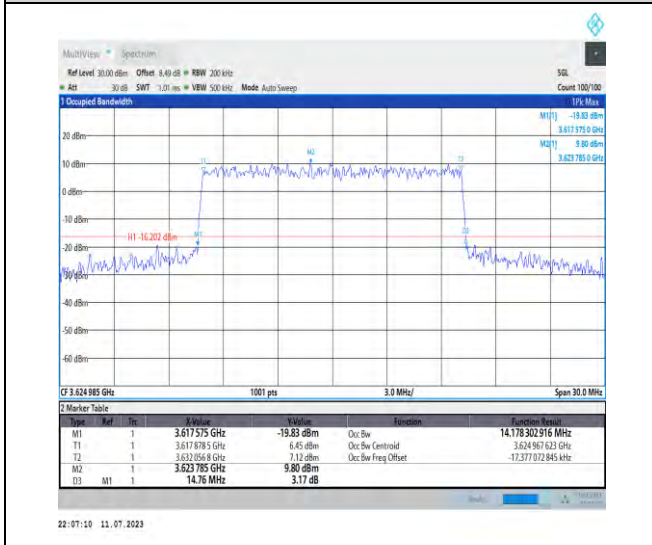 MultiView Spectrum
Ref Level 30.00 dBm Offset 8.49 dB RBW 200 kHz SGL
Att 30 dB SWT 1.01 ms VBW 500 kHz Mode Auto Sweep Count 100/100
1 Occupied Bandwidth 1Pk Max
M1[1] -19.83 dBm
3.617 575 0 GHz
20 dBm M2[1] 9.80 dBm
3.623 785 0 GHz
T1 M2 T2
10 dBm
0 dBm
-10 dBm
H1 -16.202 dBm M1 D3
-20 dBm
-30 dBm
-40 dBm
-50 dBm
-60 dBm
CF 3.624 985 GHz 1001 pts 3.0 MHz/ Span 30.0 MHz
2 Marker Table
Type Ref Trc X-Value Y-Value Function Function Result
M1 1 3.617 575 GHz -19.83 dBm Occ Bw 14.178 302 916 MHz
T1 1 3.617 878 5 GHz 6.45 dBm Occ Bw Centroid 3.624 967 623 GHz
T2 1 3.632 056 8 GHz 7.12 dBm Occ Bw Freq Offset -17.377 072 845 kHz
M2 1 3.623 785 GHz 9.80 dBm
D3 M1 1 14.76 MHz 3.17 dB
22:07:10 11.07.2023